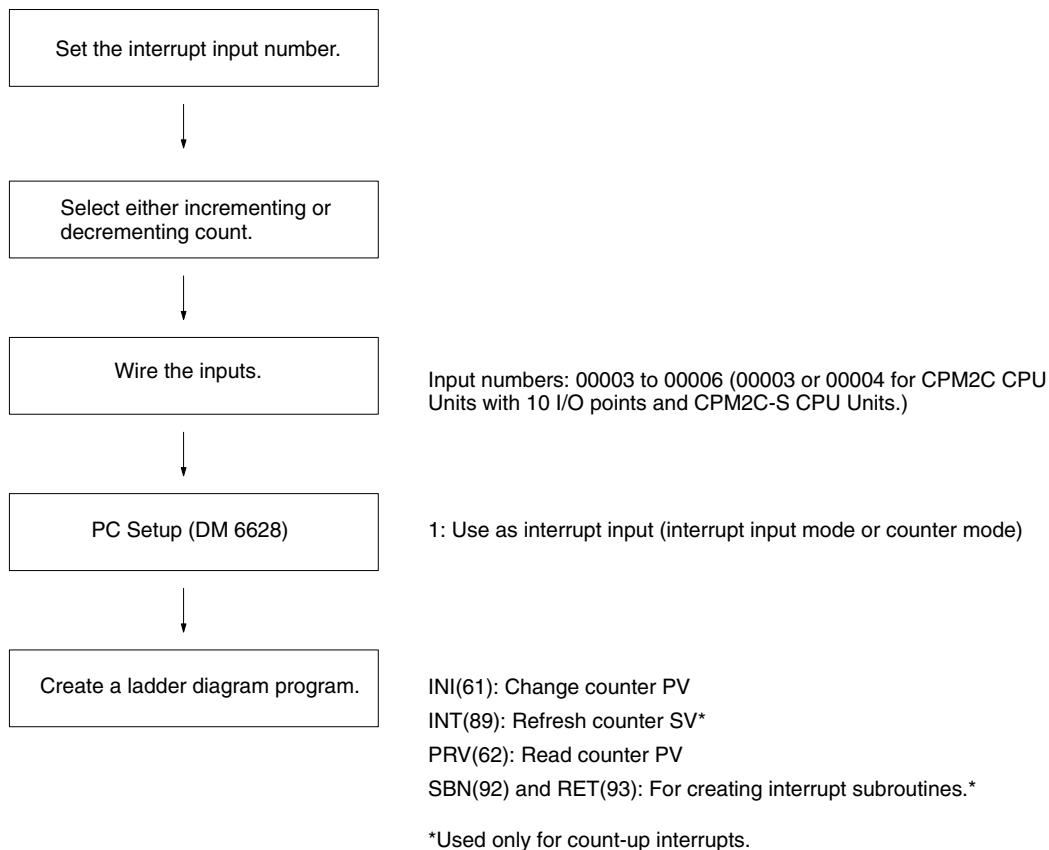 Set the interrupt input number.
Select either incrementing or
decrementing count.
Wire the inputs.
Input numbers: 00003 to 00006 (00003 or 00004 for CPM2C CPU
Units with 10 I/O points and CPM2C-S CPU Units.)
PC Setup (DM 6628)
1: Use as interrupt input (interrupt input mode or counter mode)
Create a ladder diagram program.
INI(61): Change counter PV
INT(89): Refresh counter SV*
PRV(62): Read counter PV
SBN(92) and RET(93): For creating interrupt subroutines.*
*Used only for count-up interrupts.